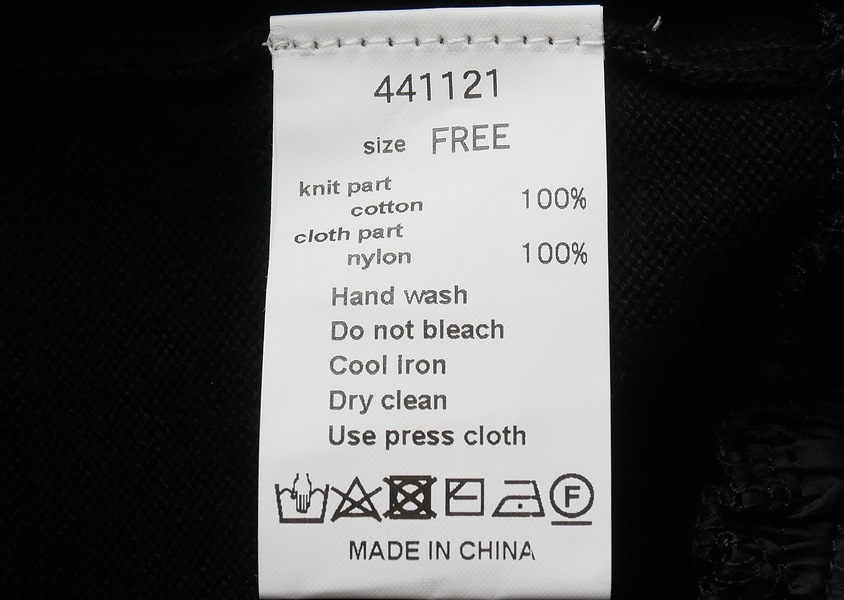 441121
size FREE
knit part
cotton 100%
cloth part
nylon 100%
Hand wash
Do not bleach
Cool iron
Dry clean
Use press cloth
F
MADE IN CHINA